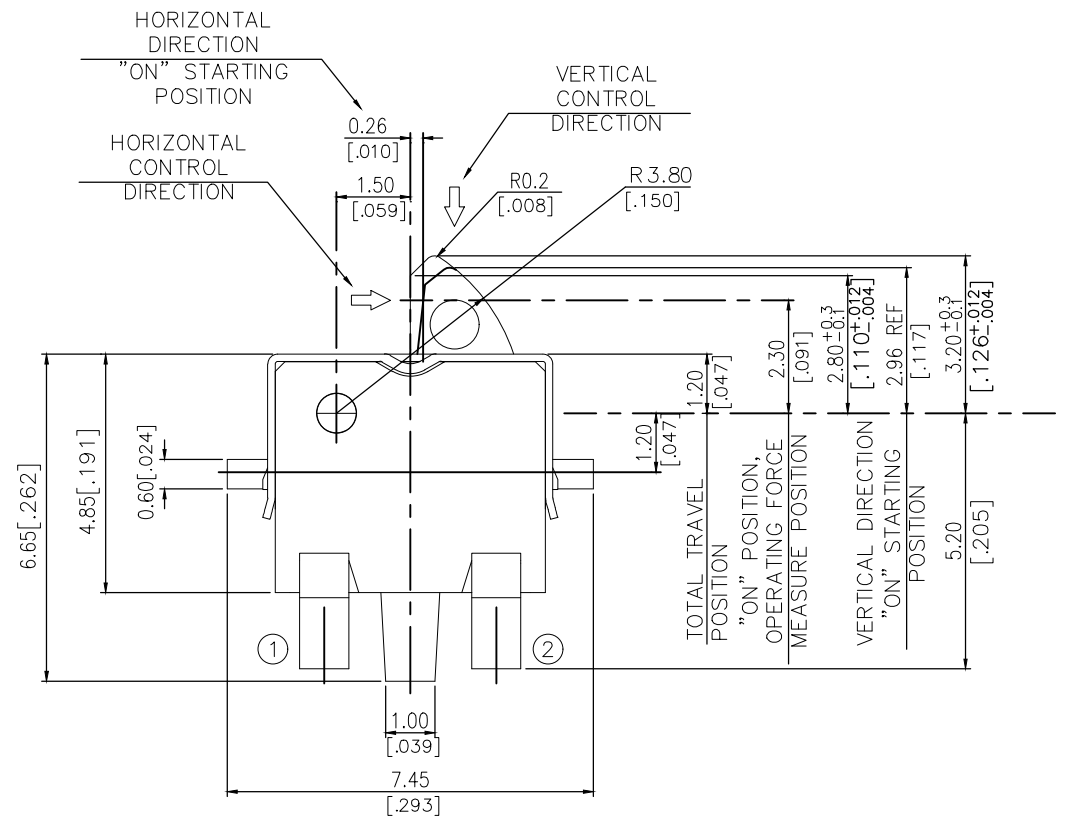 HORIZONTAL
DIRECTION
"ON" STARTING
POSITION
VERTICAL
CONTROL
DIRECTION
HORIZONTAL
CONTROL
DIRECTION
0.26
[.010]
1.50
[.059]
R0.2
[.008]
R3.80
[.150]
6.65[.262]
4.85[.191]
0.60[.024]
1.20
[.047]
1.20
[.047]
2.30
[.091]
2.80+0.3-0.1
[.110+.012-.004]
2.96 REF
[.117]
3.20+0.3-0.1
[.126+.012-.004]
TOTAL TRAVEL
POSITION
"ON" POSITION,
OPERATING FORCE
MEASURE POSITION
VERTICAL DIRECTION
"ON" STARTING
POSITION
5.20
[.205]
1
2
1.00
[.039]
7.45
[.293]